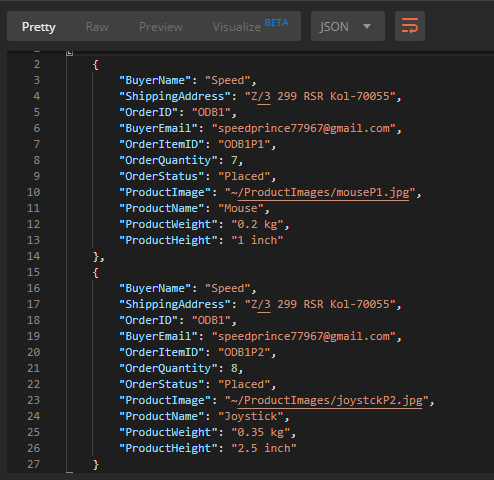 Pretty Raw Preview Visualize BETA JSON
2 {
3 "BuyerName": "Speed",
4 "ShippingAddress": "Z/3 299 RSR Kol-70055",
5 "OrderID": "ODB1",
6 "BuyerEmail": "speedprince77967@gmail.com",
7 "OrderItemID": "ODB1P1",
8 "OrderQuantity": 7,
9 "OrderStatus": "Placed",
10 "ProductImage": "~/ProductImages/mouseP1.jpg",
11 "ProductName": "Mouse",
12 "ProductWeight": "0.2 kg",
13 "ProductHeight": "1 inch"
14 },
15 {
16 "BuyerName": "Speed",
17 "ShippingAddress": "Z/3 299 RSR Kol-70055",
18 "OrderID": "ODB1",
19 "BuyerEmail": "speedprince77967@gmail.com",
20 "OrderItemID": "ODB1P2",
21 "OrderQuantity": 8,
22 "OrderStatus": "Placed",
23 "ProductImage": "~/ProductImages/joystckP2.jpg",
24 "ProductName": "Joystick",
25 "ProductWeight": "0.35 kg",
26 "ProductHeight": "2.5 inch"
27 }